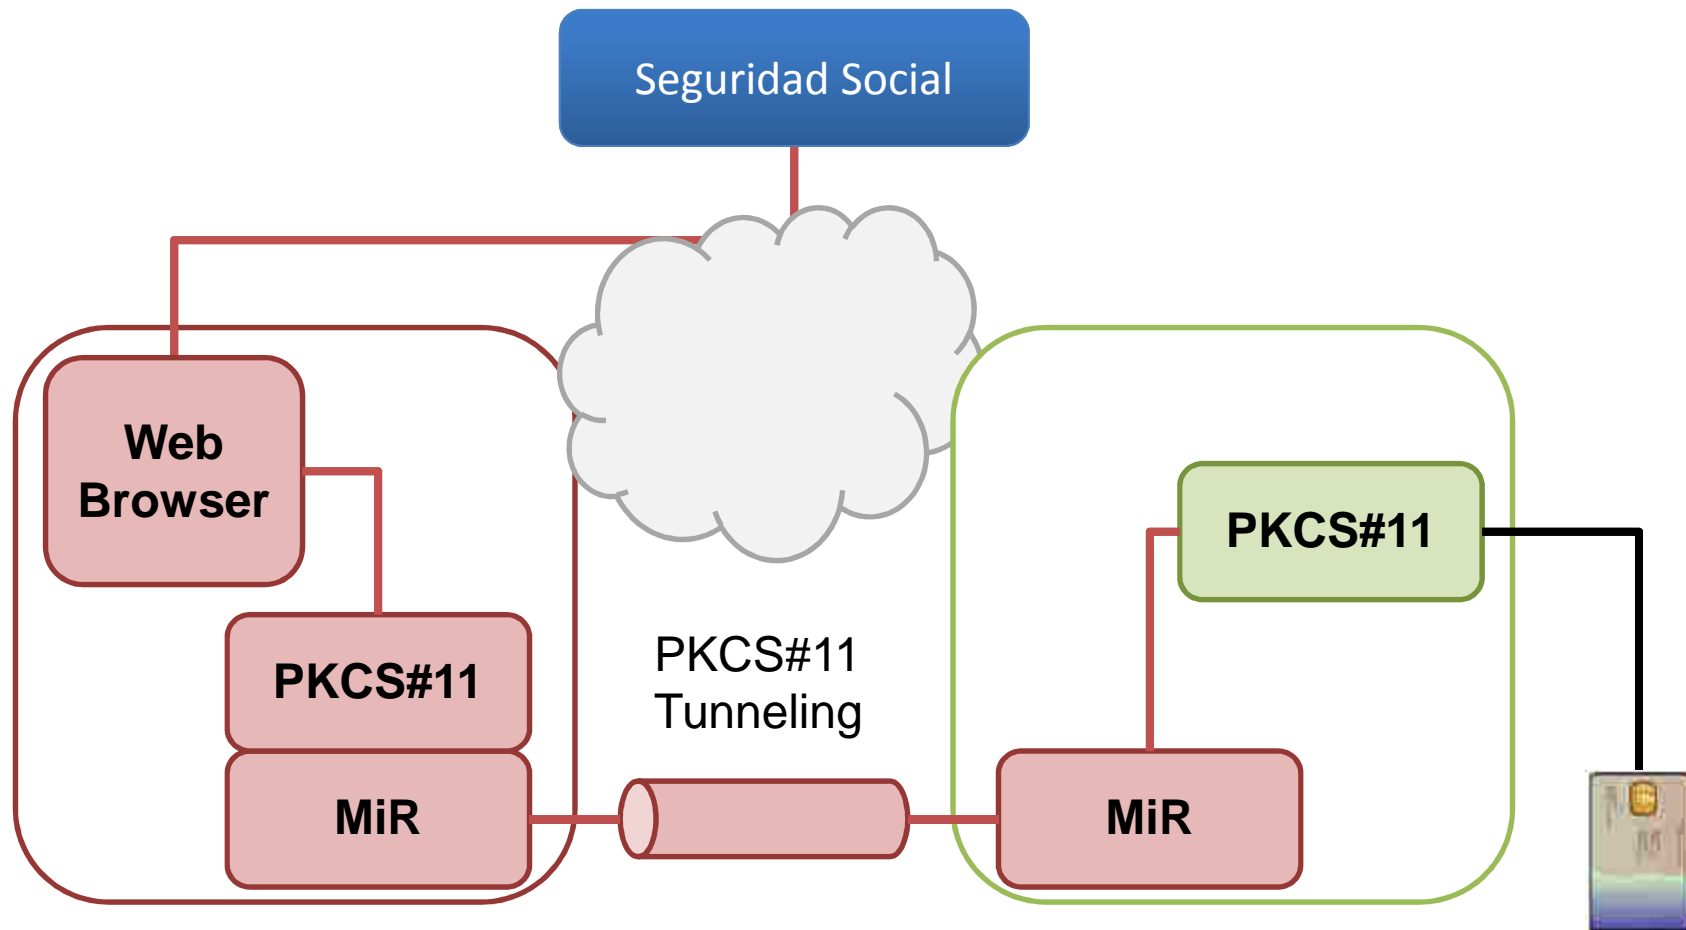 Seguridad Social
Web
Browser
PKCS#11
PKCS#11
PKCS#11
Tunneling
MiR
MiR